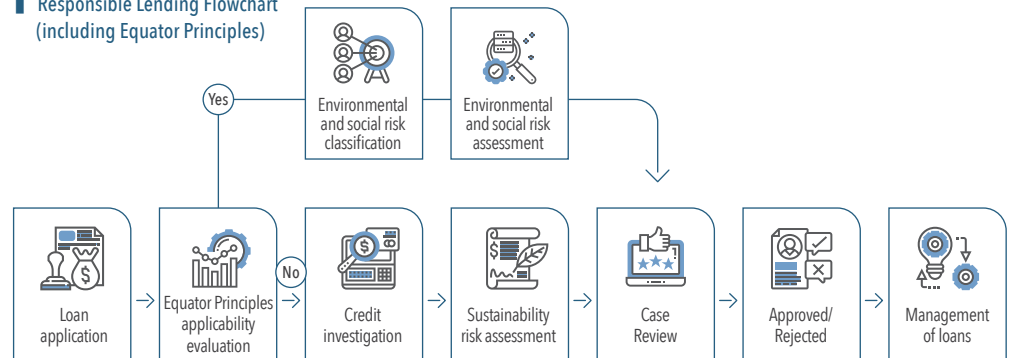 Responsible Lending Flowchart
(including Equator Principles)
Yes
Environmental
and social risk
classification
Environmental
and social risk
assessment
Loan
application
Equator Principles
applicability
evaluation
No
Credit
investigation
Sustainability
risk assessment
Case
Review
Approved/
Rejected
Management
of loans